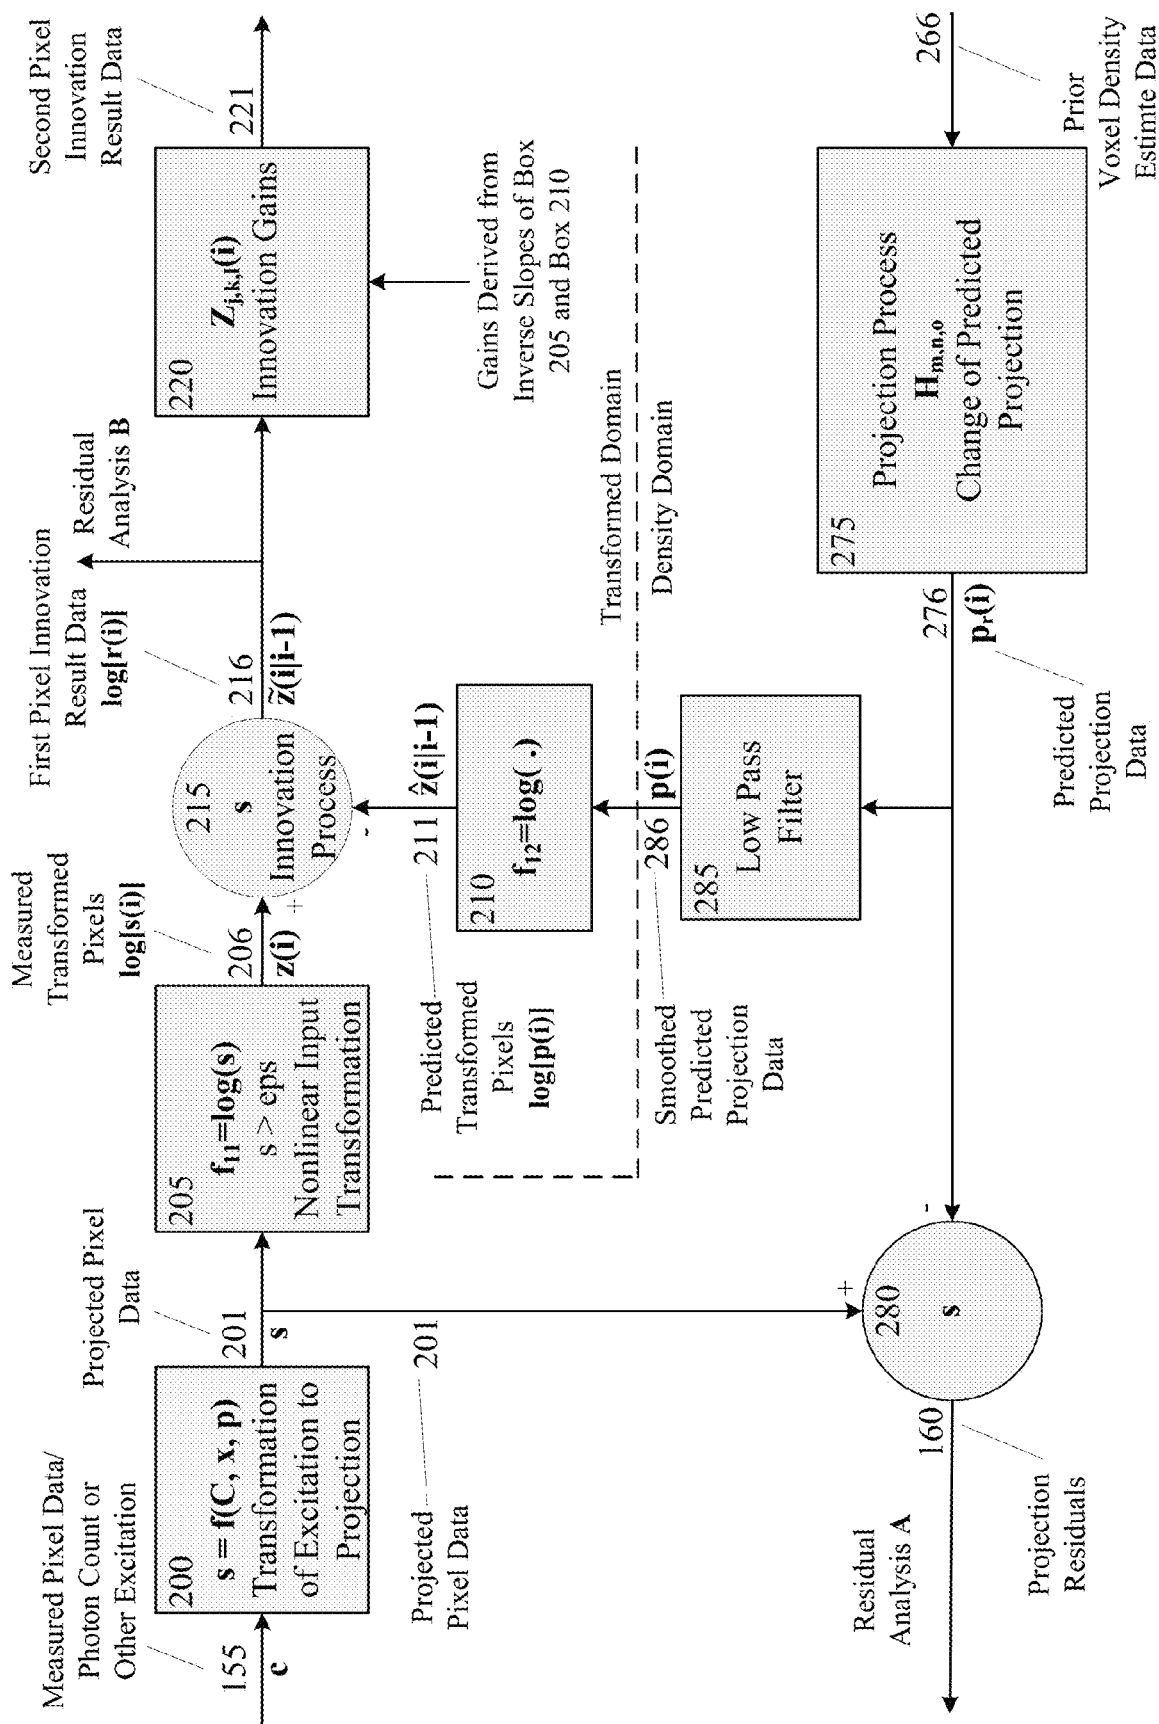 Measured Pixel Data/
Photon Count or
Other Excitation
155
c
200
s = f(C, x, p)
Transformation
of Excitation to
Projection
Projected Pixel
Data
201
s
201
Projected
Pixel Data
205
f11=log(s)
s > eps
Nonlinear Input
Transformation
Measured
Transformed
Pixels
log[s(i)]
206
z(i)
+
215
s
Innovation
Process
-
First Pixel Innovation
Result Data
log[r(i)]
216
z̃(i|i-1)
Residual
Analysis B
220
Zj,k,l(i)
Innovation Gains
Second Pixel
Innovation
Result Data
221
Gains Derived from
Inverse Slopes of Box
205 and Box 210
Predicted
Transformed
Pixels
log[p(i)]
211
ẑ(i|i-1)
210
f12=log( . )
Transformed Domain
Density Domain
Smoothed
Predicted
Projection
Data
286
p(i)
285
Low Pass
Filter
Residual
Analysis A
160
Projection
Residuals
280
s
+
-
Predicted
Projection
Data
276
pr(i)
275
Projection Process
Hm,n,o
Change of Predicted
Projection
266
Prior
Voxel Density
Estimte Data